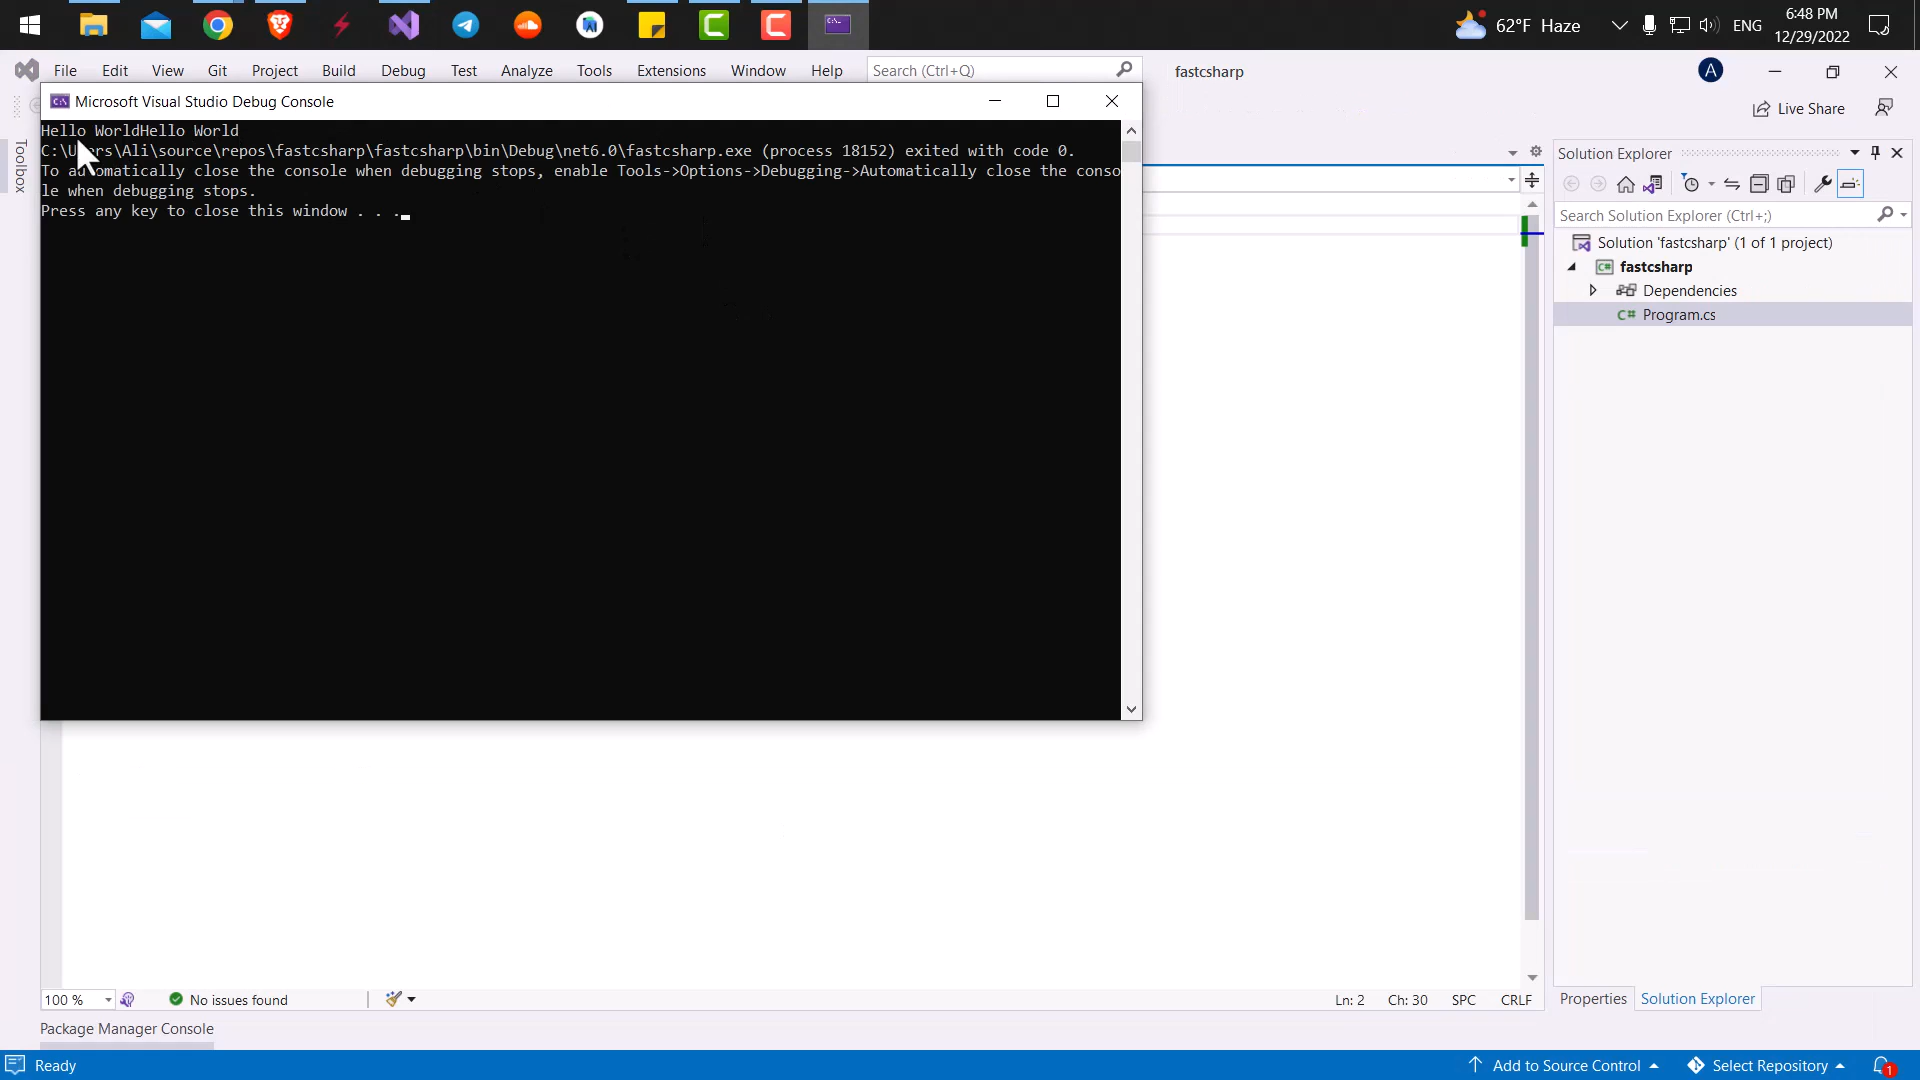 62°F Haze
ENG
6:48 PM
12/29/2022
File Edit View Git Project Build Debug Test Analyze Tools Extensions Window Help
Search (Ctrl+Q)
fastcsharp
A
Live Share
Toolbox
Microsoft Visual Studio Debug Console
Hello WorldHello World
C:\Users\Ali\source\repos\fastcsharp\fastcsharp\bin\Debug\net6.0\fastcsharp.exe (process 18152) exited with code 0.
To automatically close the console when debugging stops, enable Tools->Options->Debugging->Automatically close the conso
le when debugging stops.
Press any key to close this window . . .
Solution Explorer
Search Solution Explorer (Ctrl+;)
Solution 'fastcsharp' (1 of 1 project)
fastcsharp
Dependencies
C# Program.cs
100 %
No issues found
Ln: 2 Ch: 30 SPC CRLF
Properties Solution Explorer
Package Manager Console
Ready
Add to Source Control
Select Repository
1